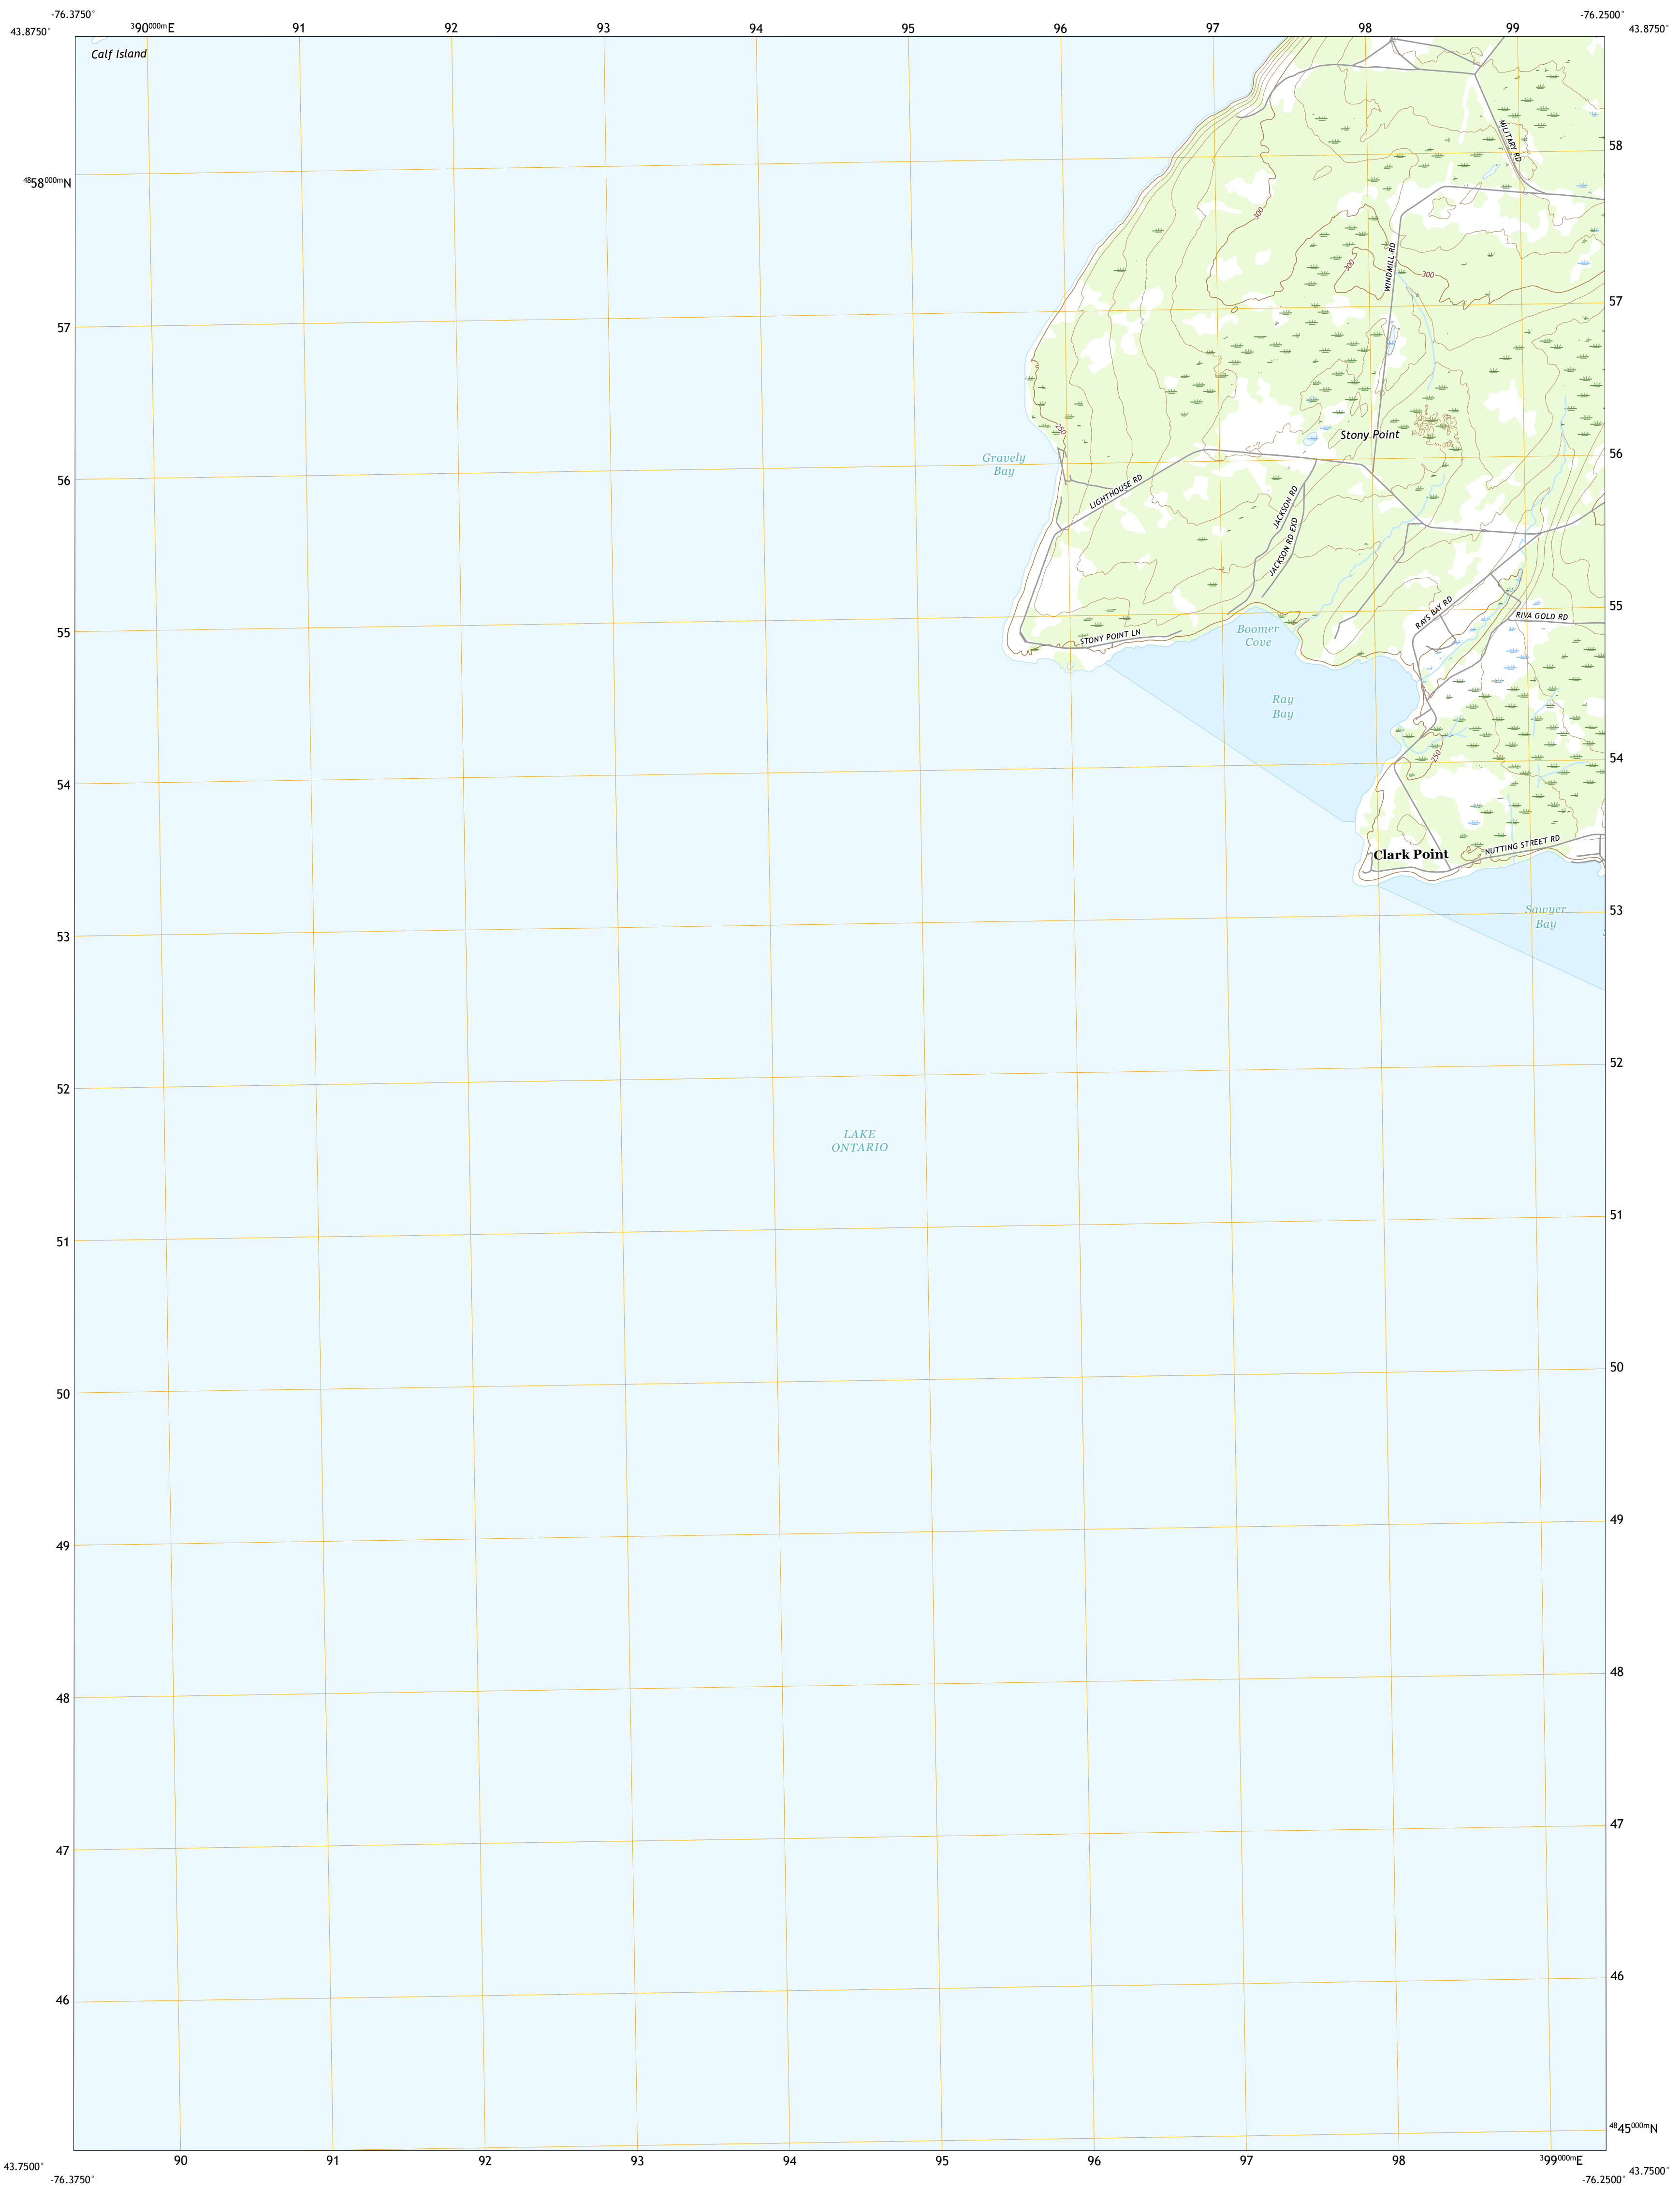 -76.3750°
-76.2500°
43.8750°
³90⁰⁰⁰ᵐE
91
92
93
94
95
96
97
98
99
43.8750°
Calf Island
MILITARY RD
58
⁴⁸58⁰⁰⁰ᵐN
300
WINDMILL RD
300
300
57
57
250
Stony Point
56
Gravely
Bay
56
LIGHTHOUSE RD
JACKSON RD
JACKSON RD EXD
55
RAYS BAY RD
RIVA GOLD RD
55
STONY POINT LN
Boomer
Cove
Ray
Bay
250
54
54
NUTTING STREET RD
Clark Point
Sawyer
Bay
53
53
52
52
LAKE
ONTARIO
51
51
50
50
49
49
48
48
47
47
46
46
⁴⁸45⁰⁰⁰ᵐN
90
91
92
93
94
95
96
97
98
³99⁰⁰⁰ᵐE
43.7500°
43.7500°
-76.3750°
-76.2500°